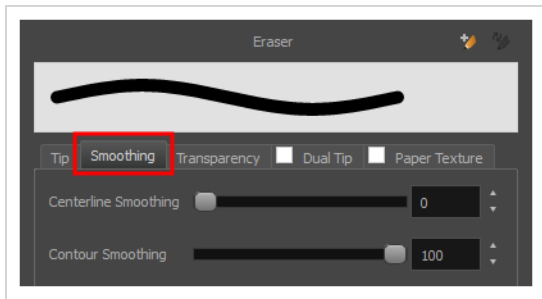 Eraser
Tip Smoothing Transparency Dual Tip Paper Texture
Centerline Smoothing 0
Contour Smoothing 100